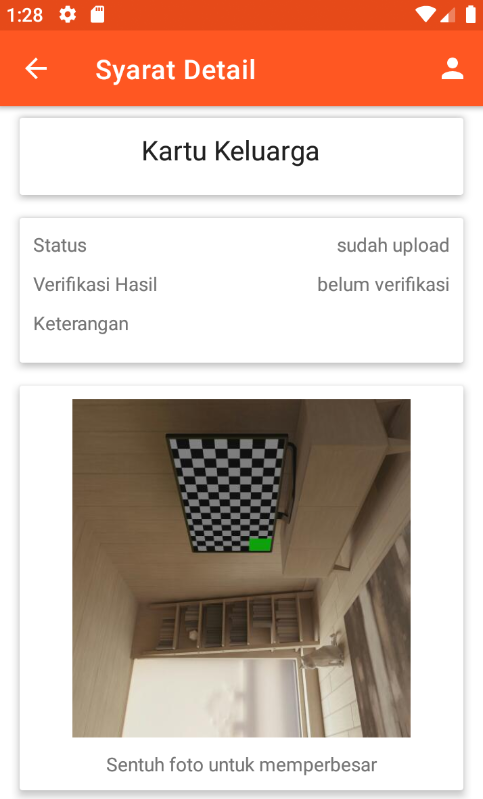 1:28
Syarat Detail
Kartu Keluarga
Status sudah upload
Verifikasi Hasil belum verifikasi
Keterangan
Sentuh foto untuk memperbesar